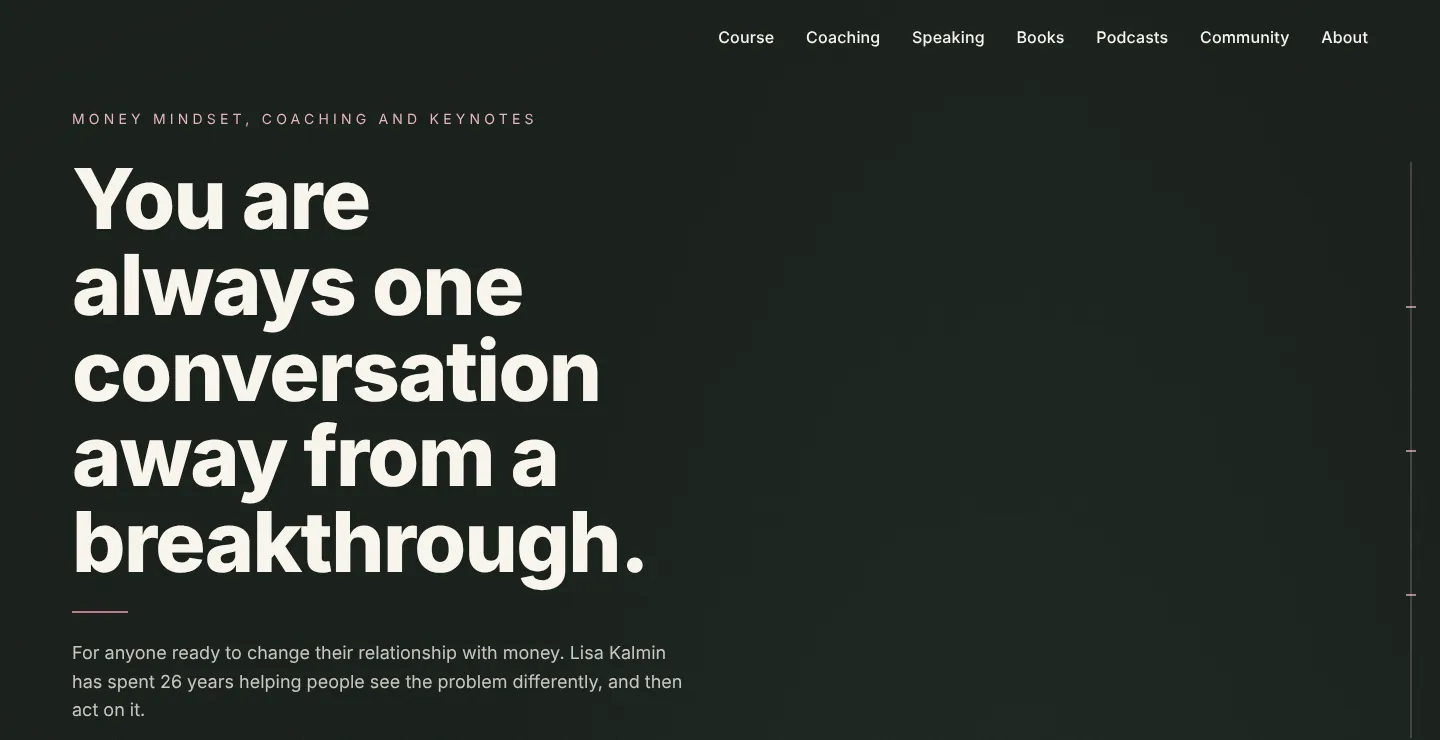 Course Coaching Speaking Books Podcasts Community About
MONEY MINDSET, COACHING AND KEYNOTES
You are
always one
conversation
away from a
breakthrough.
For anyone ready to change their relationship with money. Lisa Kalmin
has spent 26 years helping people see the problem differently, and then
act on it.